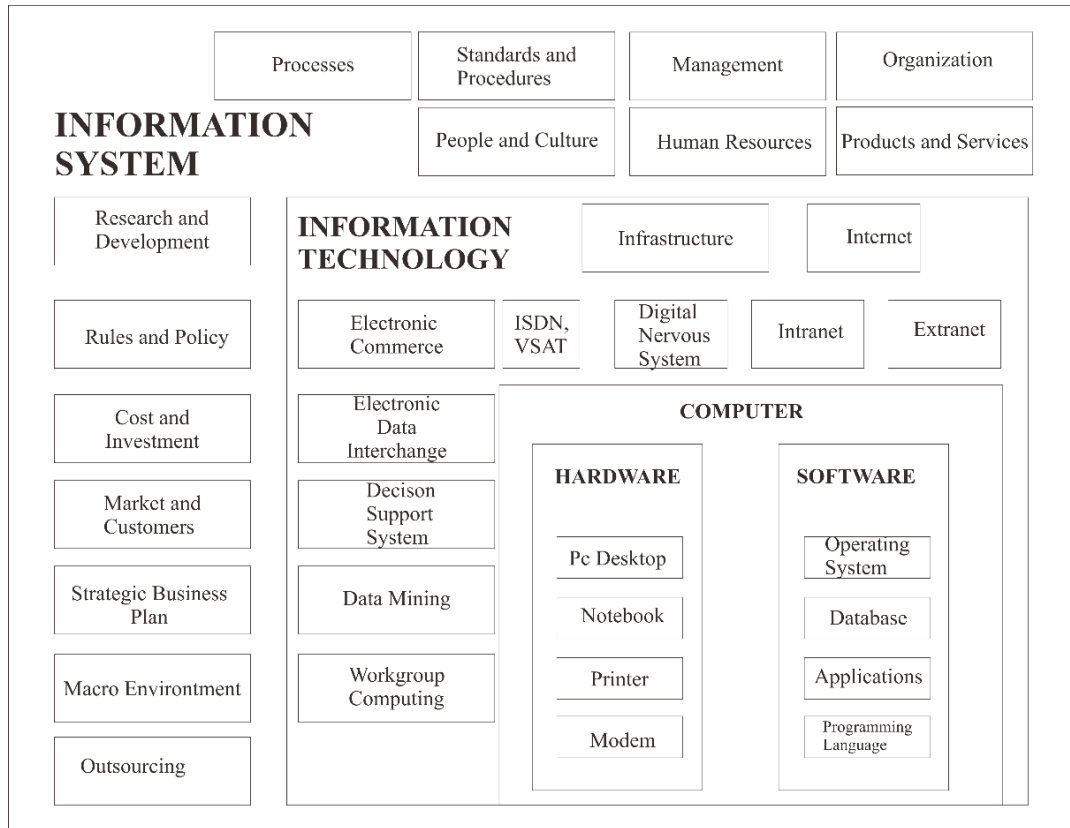 Processes
Standards and
Procedures
Management
Organization
INFORMATION
SYSTEM
People and Culture
Human Resources
Products and Services
Research and
Development
Rules and Policy
Cost and
Investment
Market and
Customers
Strategic Business
Plan
Macro Environtment
Outsourcing
INFORMATION
TECHNOLOGY
Infrastructure
Internet
Electronic
Commerce
ISDN,
VSAT
Digital
Nervous
System
Intranet
Extranet
Electronic
Data
Interchange
Decison
Support
System
Data Mining
Workgroup
Computing
COMPUTER
HARDWARE
Pc Desktop
Notebook
Printer
Modem
SOFTWARE
Operating
System
Database
Applications
Programming
Language